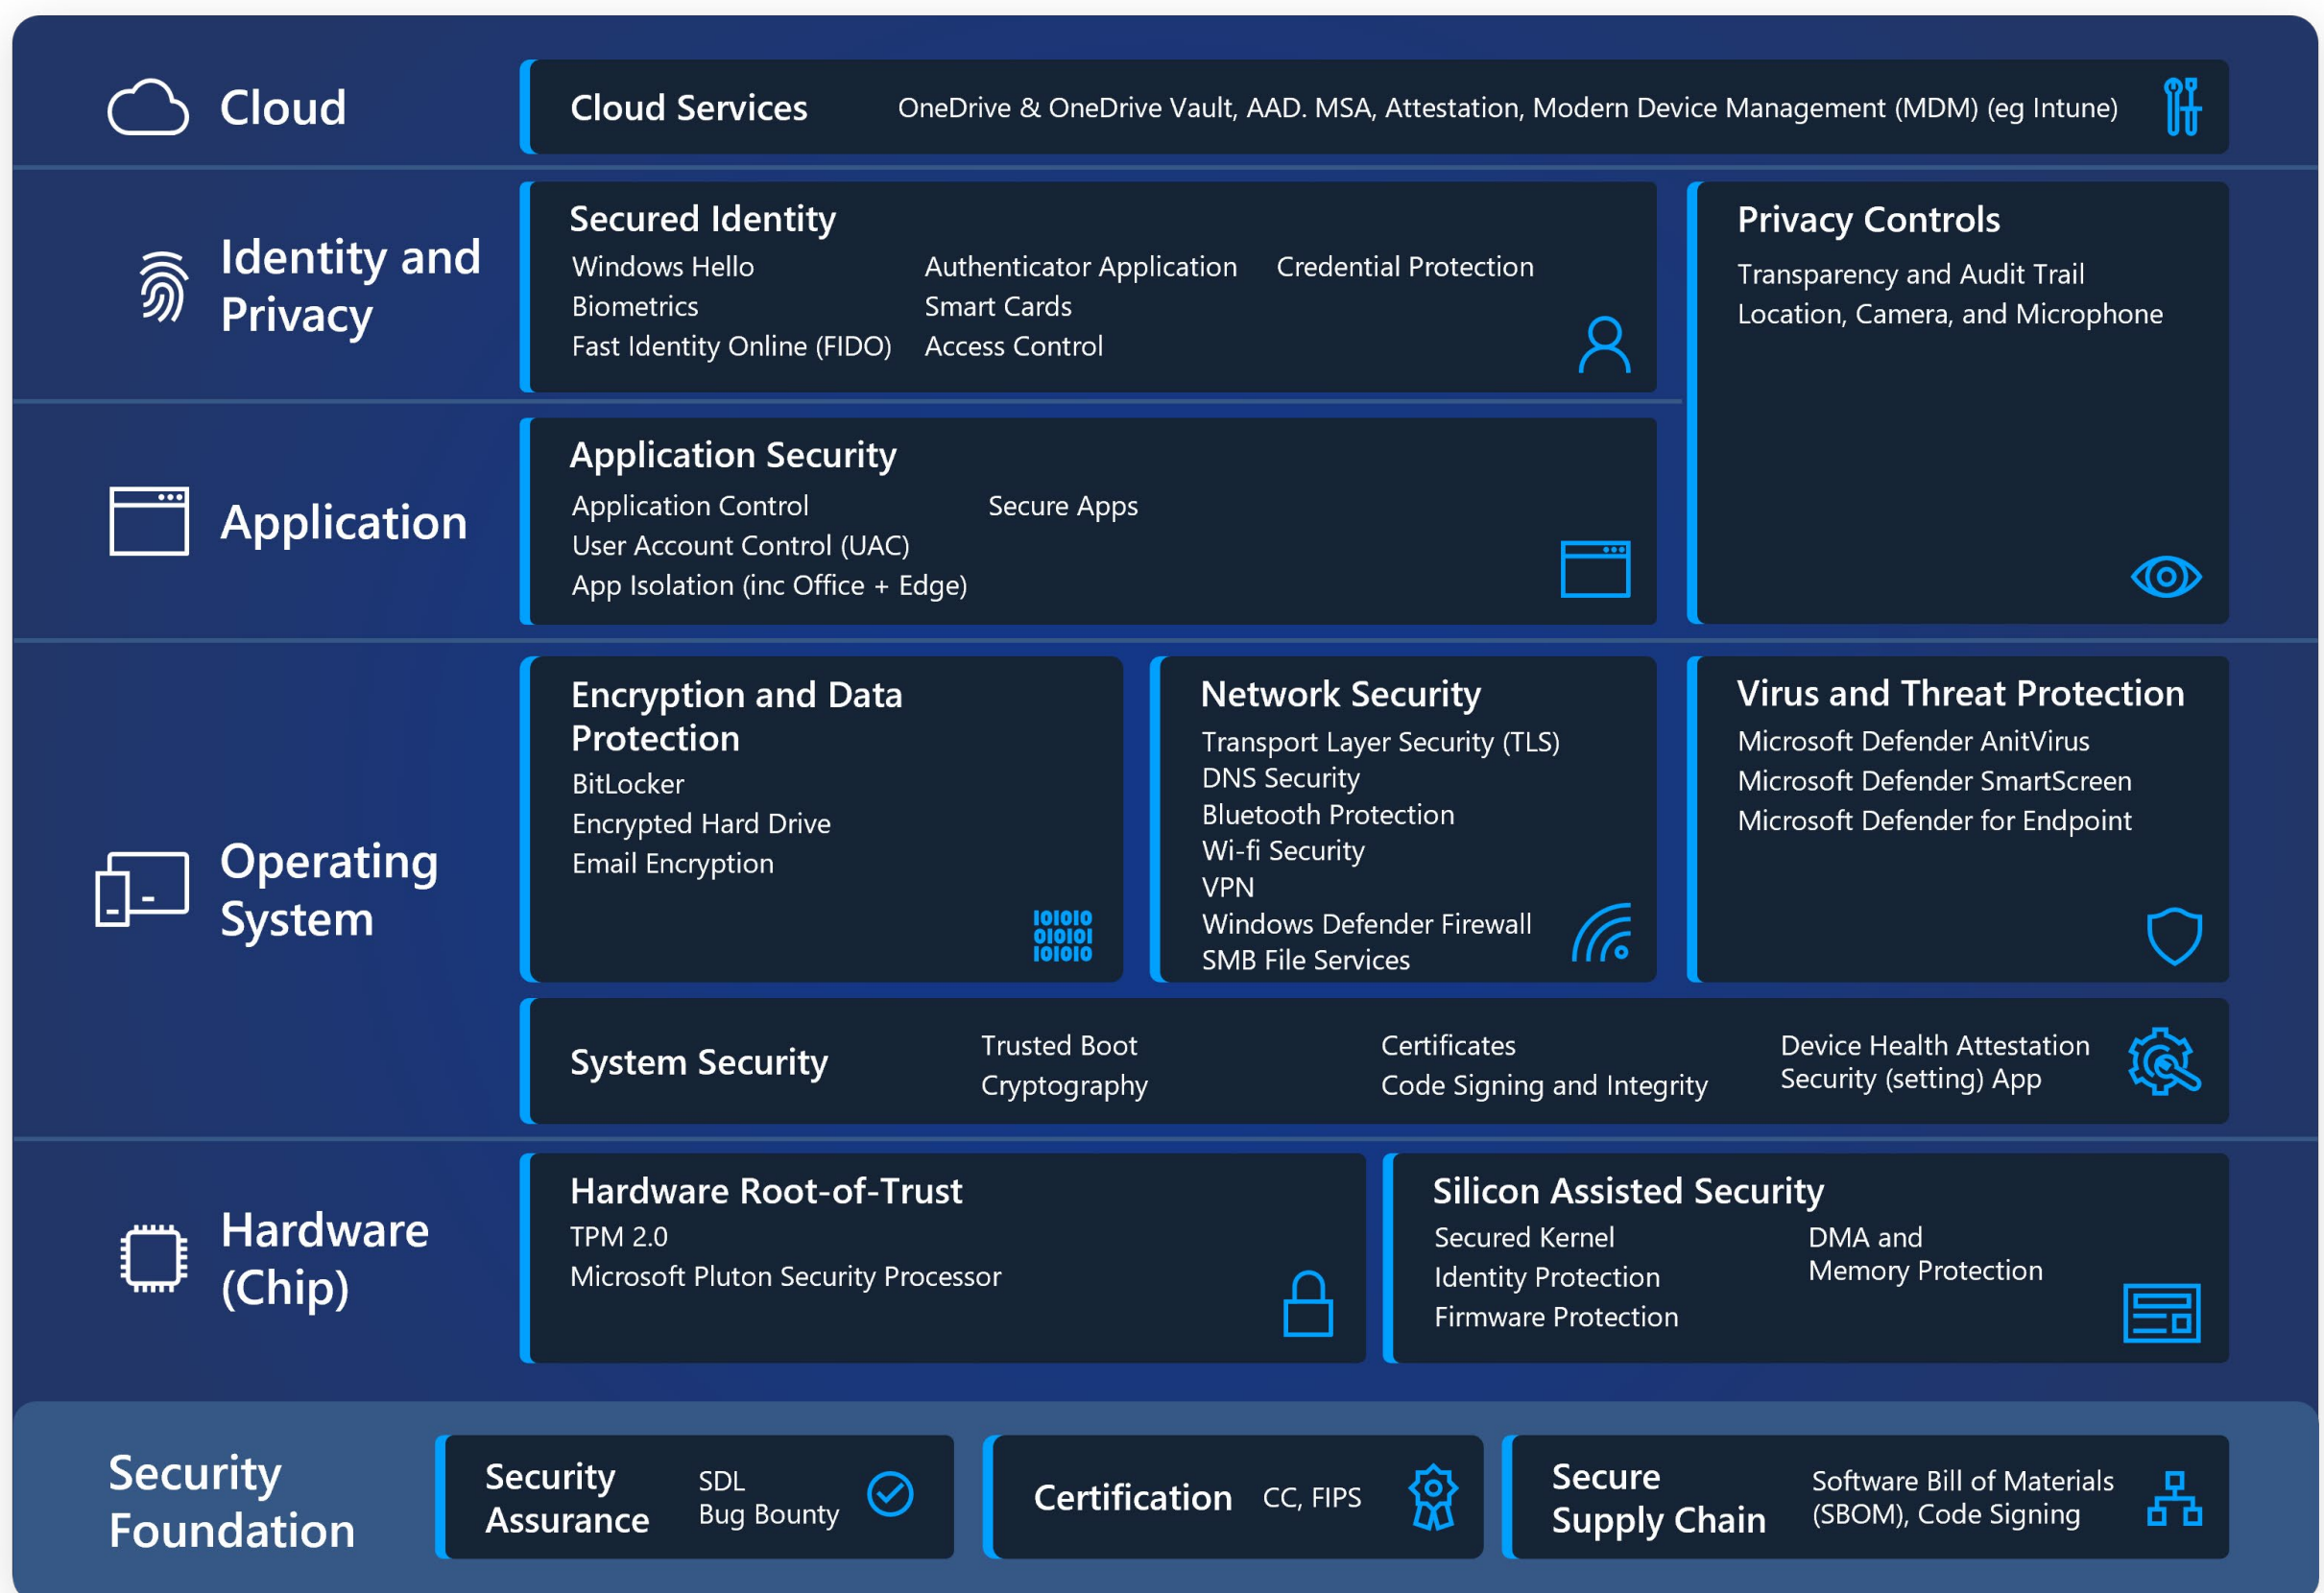 Cloud
Cloud Services
OneDrive & OneDrive Vault, AAD. MSA, Attestation, Modern Device Management (MDM) (eg Intune)
Identity and
Privacy
Secured Identity
Windows Hello
Biometrics
Fast Identity Online (FIDO)
Authenticator Application
Smart Cards
Access Control
Credential Protection
Privacy Controls
Transparency and Audit Trail
Location, Camera, and Microphone
Application
Application Security
Application Control
User Account Control (UAC)
App Isolation (inc Office + Edge)
Secure Apps
Operating
System
Encryption and Data
Protection
BitLocker
Encrypted Hard Drive
Email Encryption
IOIOIO
OIOIOI
IOIOIO
Network Security
Transport Layer Security (TLS)
DNS Security
Bluetooth Protection
Wi-fi Security
VPN
Windows Defender Firewall
SMB File Services
Virus and Threat Protection
Microsoft Defender AnitVirus
Microsoft Defender SmartScreen
Microsoft Defender for Endpoint
System Security
Trusted Boot
Cryptography
Certificates
Code Signing and Integrity
Device Health Attestation
Security (setting) App
Hardware
(Chip)
Hardware Root-of-Trust
TPM 2.0
Microsoft Pluton Security Processor
Silicon Assisted Security
Secured Kernel
Identity Protection
Firmware Protection
DMA and
Memory Protection
Security
Foundation
Security
Assurance
SDL
Bug Bounty
Certification
CC, FIPS
Secure
Supply Chain
Software Bill of Materials
(SBOM), Code Signing